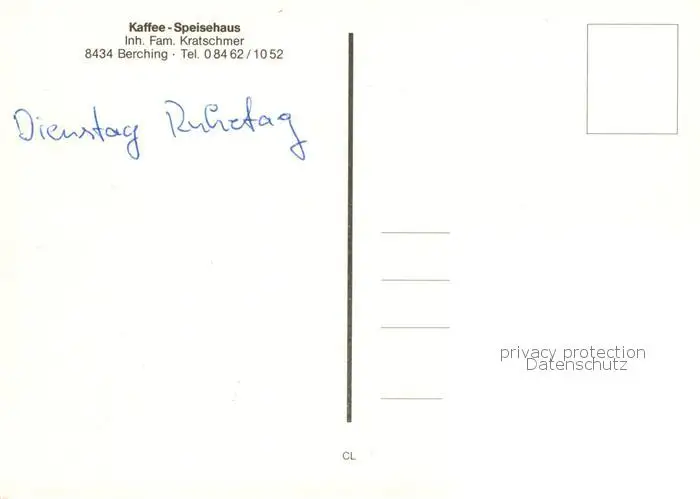 Kaffee - Speisehaus
Inh. Fam. Kratschmer
8434 Berching · Tel. 0 84 62 / 10 52
Dienstag Ruhetag
privacy protection
Datenschutz
CL